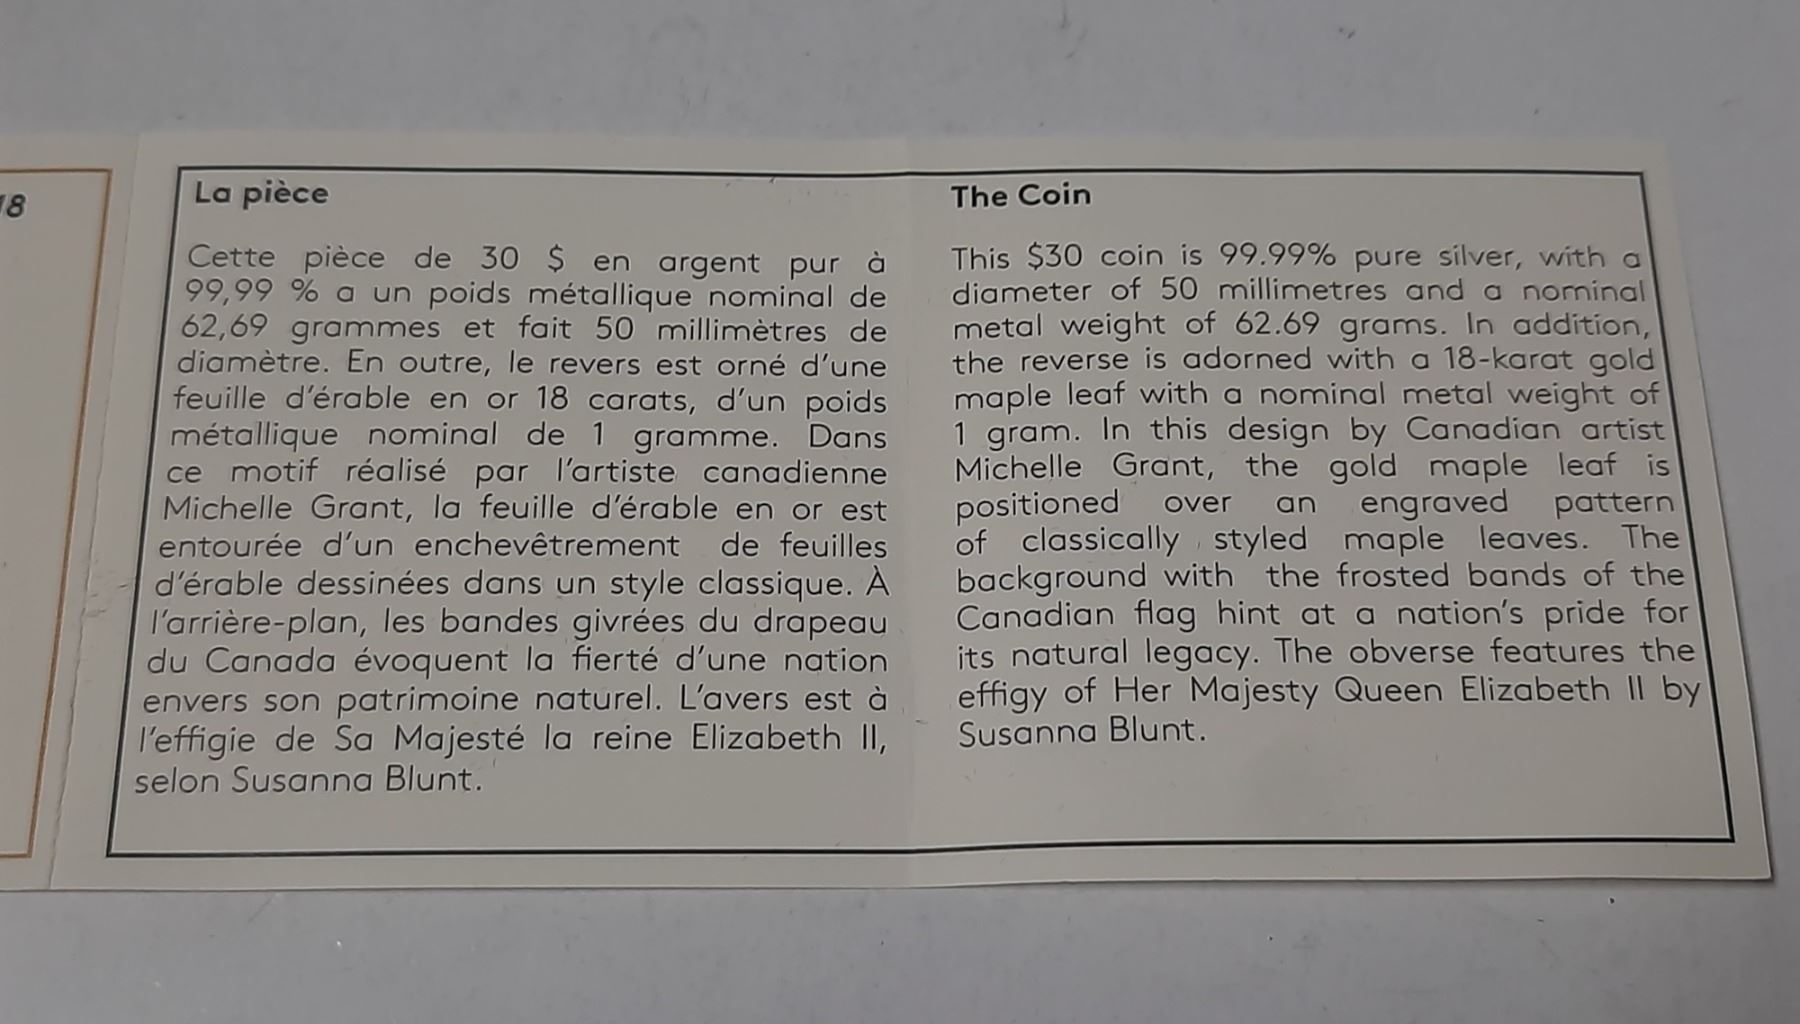 18
La pièce
Cette pièce de 30 $ en argent pur à
99,99 % a un poids métallique nominal de
62,69 grammes et fait 50 millimètres de
diamètre. En outre, le revers est orné d'une
feuille d'érable en or 18 carats, d'un poids
métallique nominal de 1 gramme. Dans
ce motif réalisé par l'artiste canadienne
Michelle Grant, la feuille d'érable en or est
entourée d'un enchevêtrement de feuilles
d'érable dessinées dans un style classique. À
l'arrière-plan, les bandes givrées du drapeau
du Canada évoquent la fierté d'une nation
envers son patrimoine naturel. L'avers est à
l'effigie de Sa Majesté la reine Elizabeth II,
selon Susanna Blunt.
The Coin
This $30 coin is 99.99% pure silver, with a
diameter of 50 millimetres and a nominal
metal weight of 62.69 grams. In addition,
the reverse is adorned with a 18-karat gold
maple leaf with a nominal metal weight of
1 gram. In this design by Canadian artist
Michelle Grant, the gold maple leaf is
positioned over an engraved pattern
of classically styled maple leaves. The
background with the frosted bands of the
Canadian flag hint at a nation's pride for
its natural legacy. The obverse features the
effigy of Her Majesty Queen Elizabeth II by
Susanna Blunt.